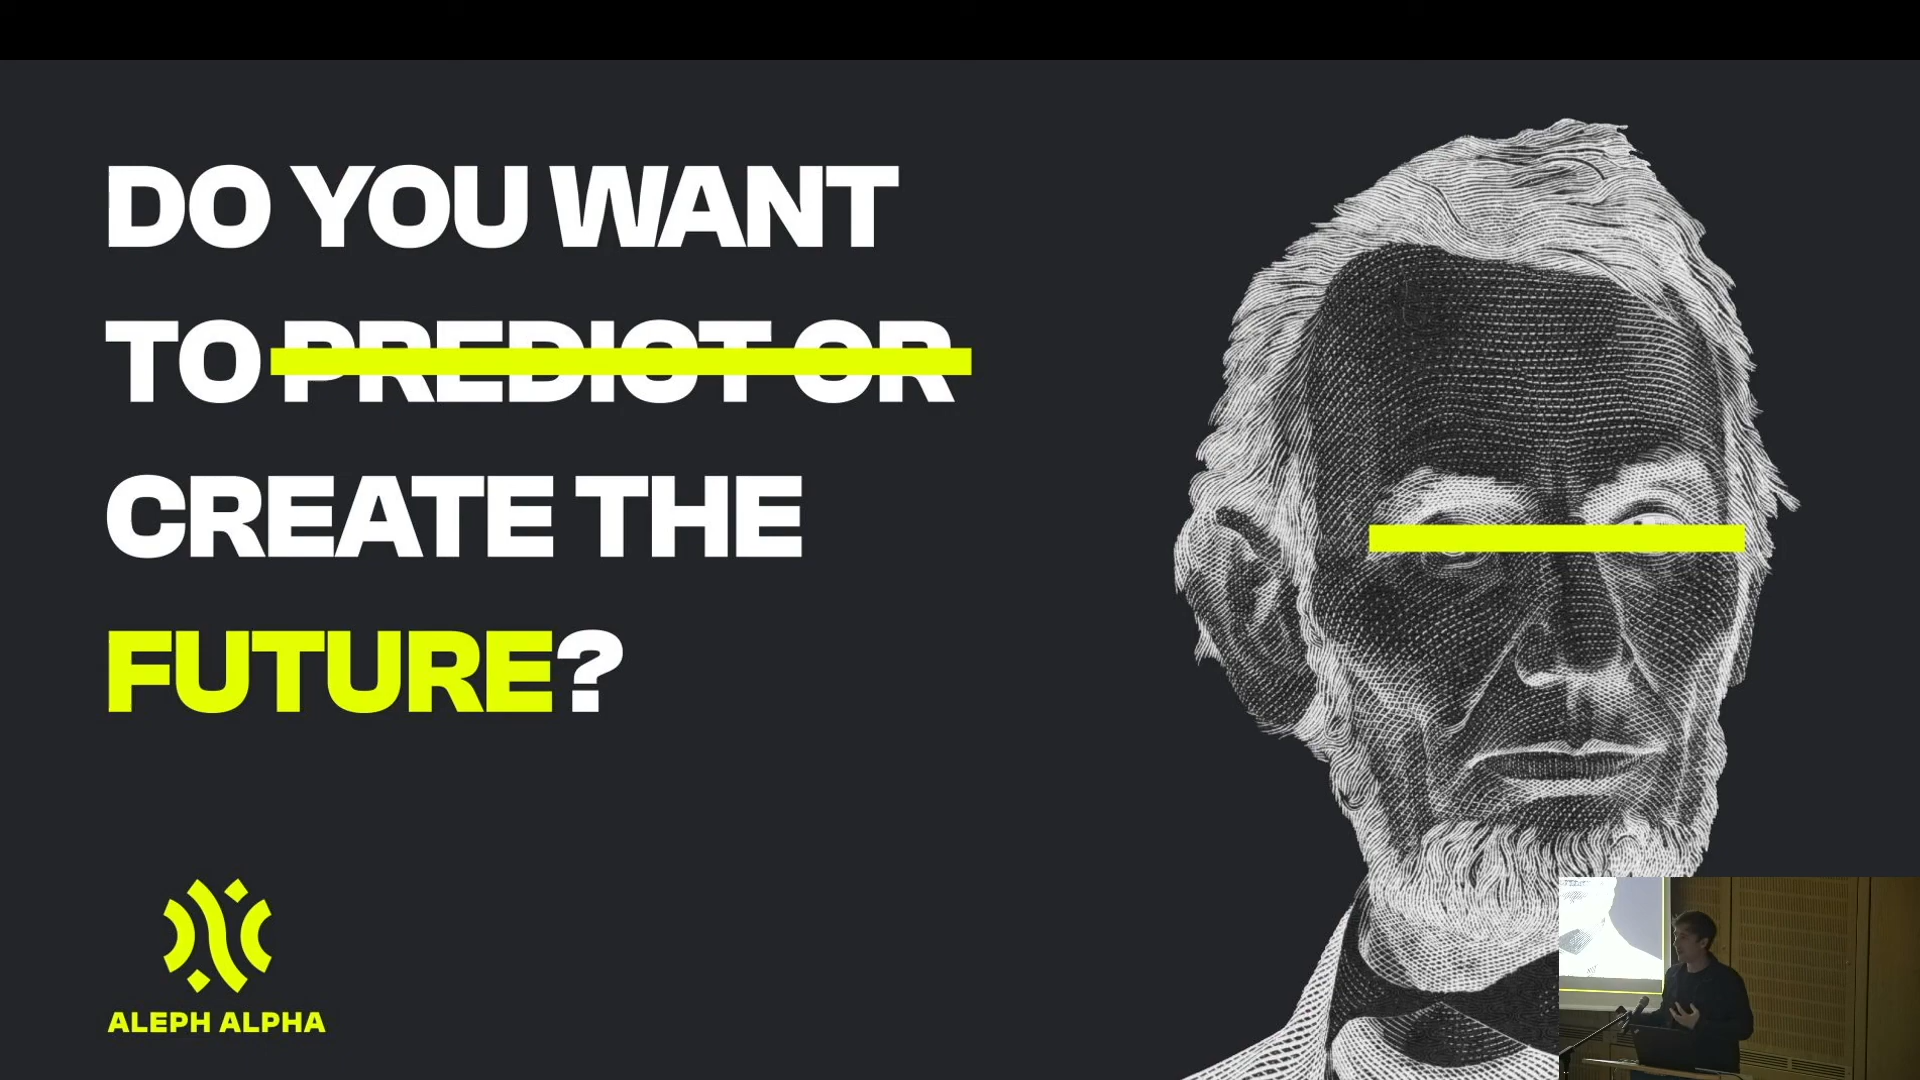 DO YOU WANT
TO PREDICT OR
CREATE THE
FUTURE?
ALEPH ALPHA